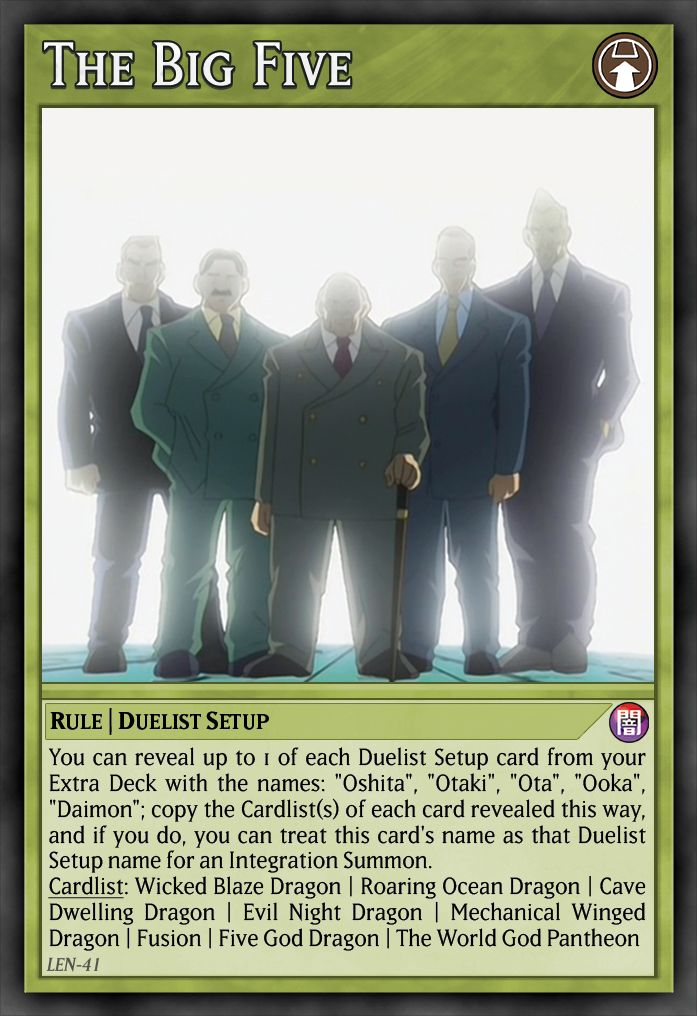 The Big Five
Rule | Duelist Setup
闇
You can reveal up to 1 of each Duelist Setup card from your
Extra Deck with the names: "Oshita", "Otaki", "Ota", "Ooka",
"Daimon"; copy the Cardlist(s) of each card revealed this way,
and if you do, you can treat this card's name as that Duelist
Setup name for an Integration Summon.
Cardlist: Wicked Blaze Dragon | Roaring Ocean Dragon | Cave
Dwelling Dragon | Evil Night Dragon | Mechanical Winged
Dragon | Fusion | Five God Dragon | The World God Pantheon
LEN-41